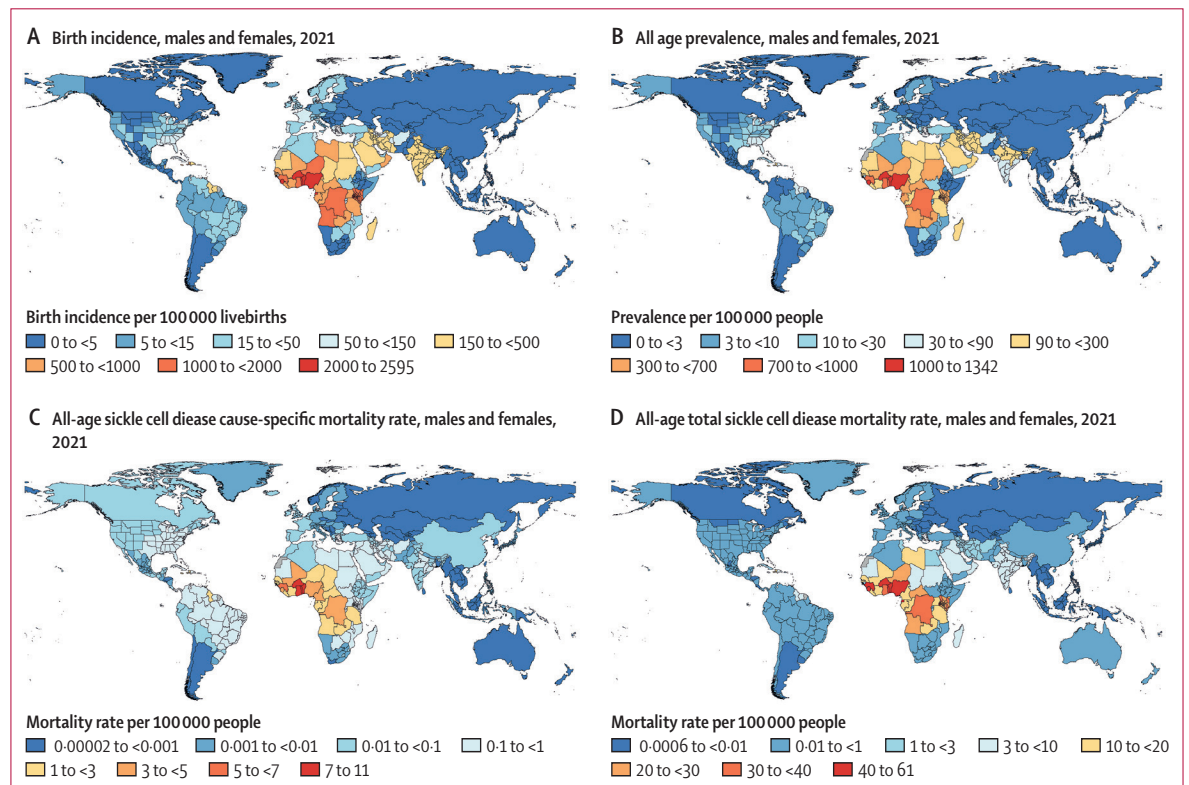 A Birth incidence, males and females, 2021
B All age prevalence, males and females, 2021
Birth incidence per 100 000 livebirths
0 to <5 5 to <15 15 to <50 50 to <150 150 to <500
500 to <1000 1000 to <2000 2000 to 2595
Prevalence per 100 000 people
0 to <3 3 to <10 10 to <30 30 to <90 90 to <300
300 to <700 700 to <1000 1000 to 1342
C All-age sickle cell diease cause-specific mortality rate, males and females,
2021
D All-age total sickle cell diease mortality rate, males and females, 2021
Mortality rate per 100 000 people
0·00002 to <0·001 0·001 to <0·01 0·01 to <0·1 0·1 to <1
1 to <3 3 to <5 5 to <7 7 to 11
Mortality rate per 100 000 people
0·0006 to <0·01 0·01 to <1 1 to <3 3 to <10 10 to <20
20 to <30 30 to <40 40 to 61